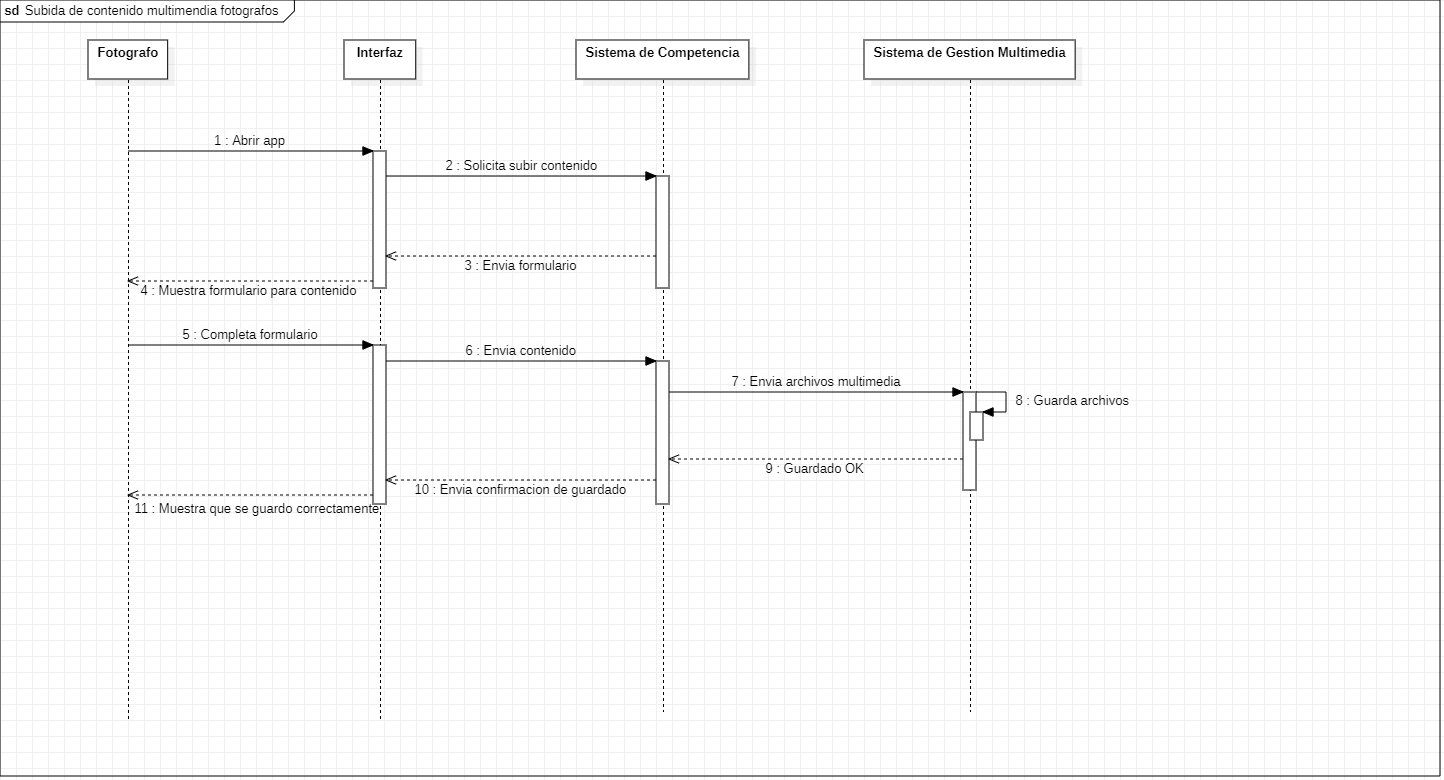 sd Subida de contenido multimendia fotografos
Fotografo
Interfaz
Sistema de Competencia
Sistema de Gestion Multimedia
1 : Abrir app
2 : Solicita subir contenido
3 : Envia formulario
4 : Muestra formulario para contenido
5 : Completa formulario
6 : Envia contenido
7 : Envia archivos multimedia
8 : Guarda archivos
9 : Guardado OK
10 : Envia confirmacion de guardado
11 : Muestra que se guardo correctamente